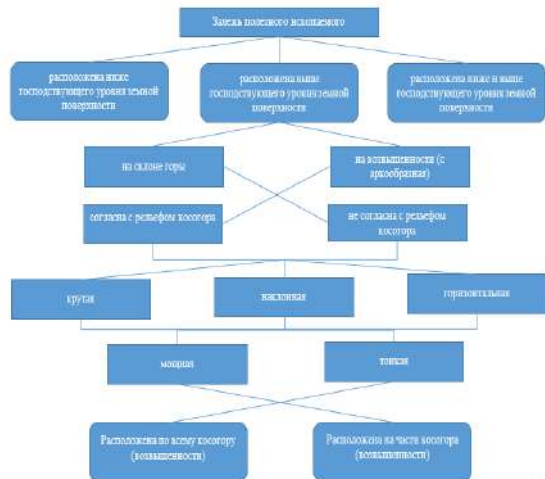 Залежь полезного ископаемого
расположена ниже
господствующего уровня земной
поверхности
расположена выше
господствующего уровня земной
поверхности
расположена ниже и выше
господствующего уровня земной
поверхности
на склоне горы
на возвышенности (с
аркообразная)
согласна с рельефом косогора
не согласна с рельефом
косогора
крутая
наклонная
горизонтальная
мощная
тонкая
Расположена по всему косогору
(возвышенности)
Расположена на части косогора
(возвышенности)